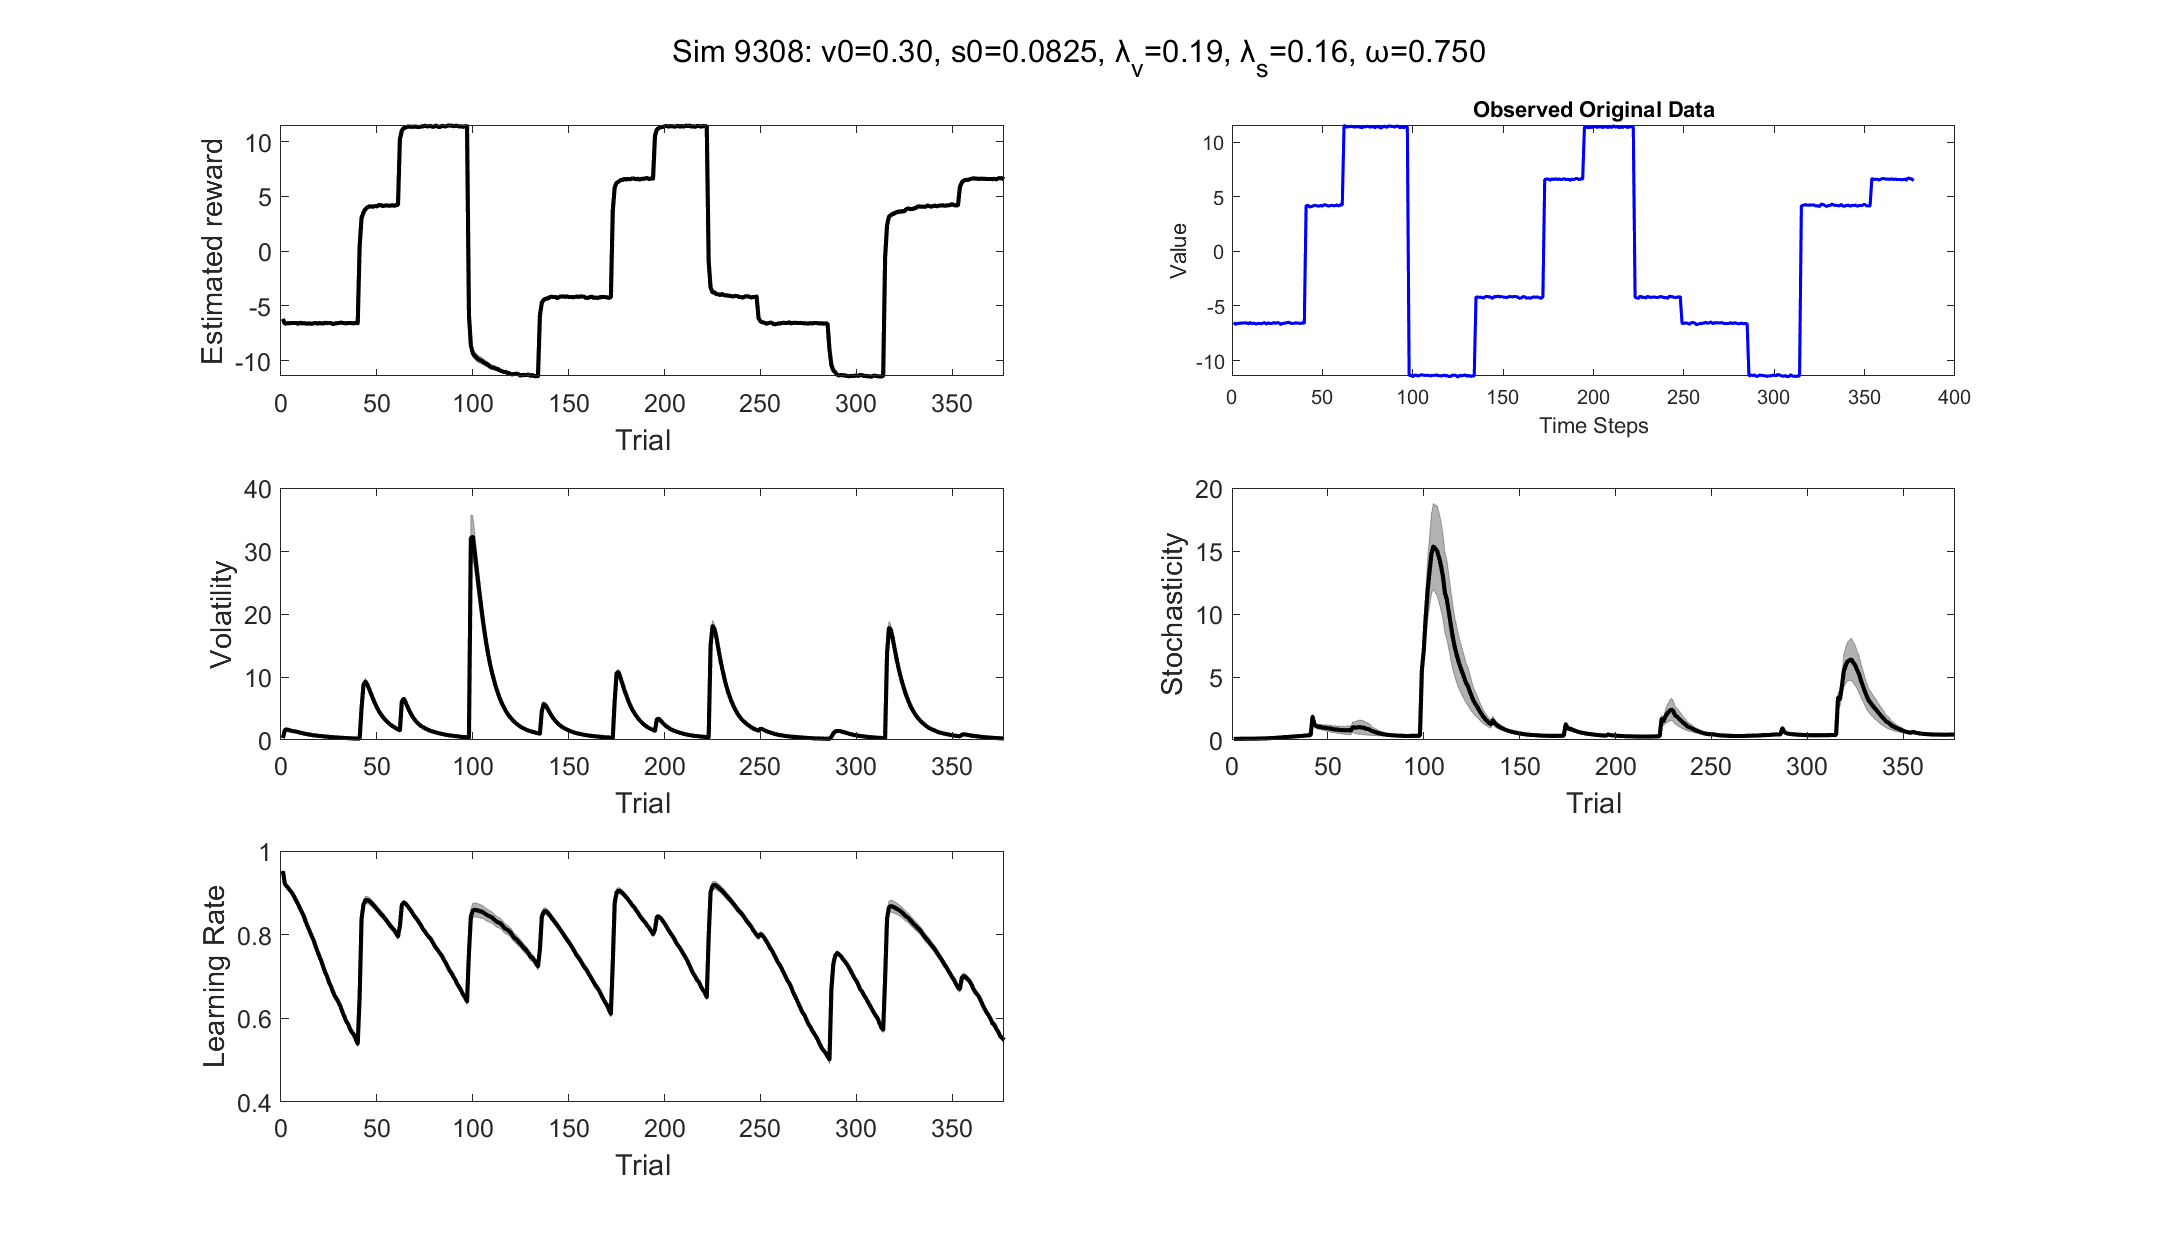 Sim 9308: v0=0.30, s0=0.0825, λv=0.19, λs=0.16, ω=0.750
Estimated reward
10
5
0
-5
-10
0 50 100 150 200 250 300 350
Trial
Observed Original Data
Value
10
5
0
-5
-10
0 50 100 150 200 250 300 350 400
Time Steps
Volatility
40
30
20
10
0
0 50 100 150 200 250 300 350
Trial
Stochasticity
20
15
10
5
0
0 50 100 150 200 250 300 350
Trial
Learning Rate
1
0.8
0.6
0.4
0 50 100 150 200 250 300 350
Trial